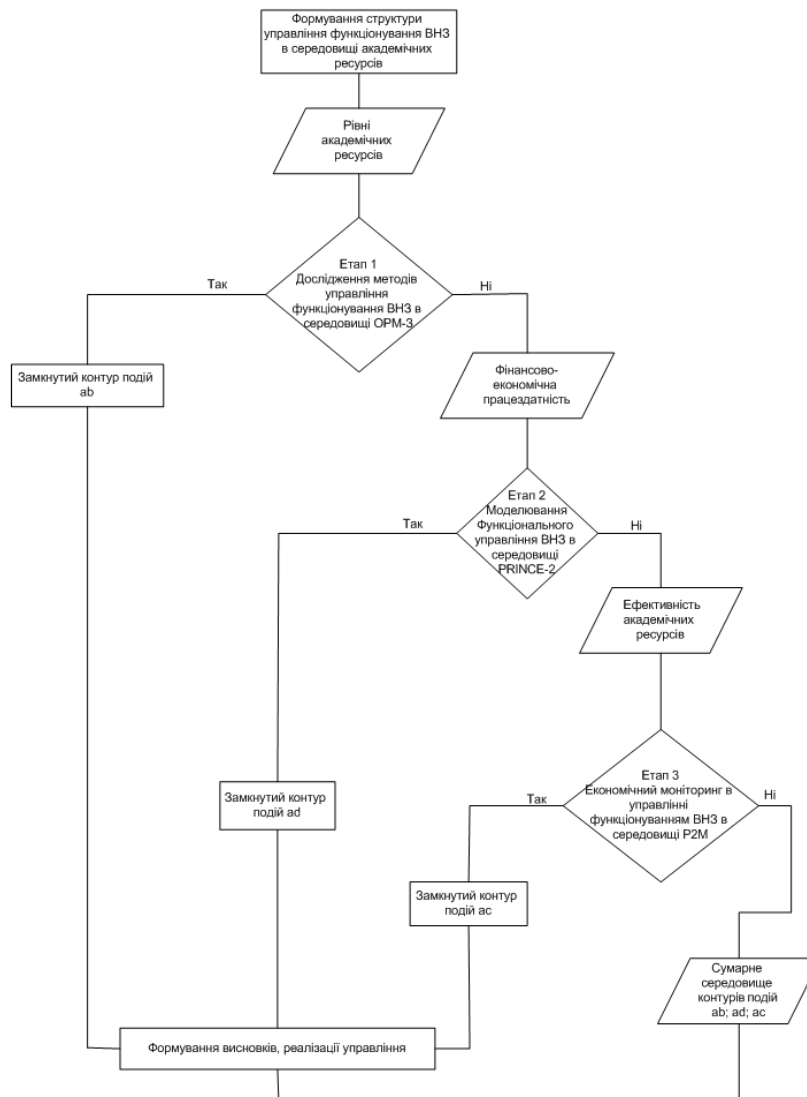 Формування структури
управління функціонування ВНЗ
в середовищі академічних
ресурсів
Рівні
академічних
ресурсів
Етап 1
Дослідження методів
управління
функціонування ВНЗ в
середовищі ОРМ-З
Так
Ні
Замкнутий контур подій
ab
Фінансово-
економічна
працездатність
Етап 2
Моделювання
Функціонального
управління ВНЗ в
середовищі
PRINCE-2
Так
Ні
Ефективність
академічних
ресурсів
Замкнутий контур
подій ad
Етап 3
Економічний моніторинг в
управлінні
функціонуванням ВНЗ в
середовищі Р2М
Так
Ні
Замкнутий контур
подій ac
Сумарне
середовище
контурів подій
ab; ad; ac
Формування висновків, реалізації управління